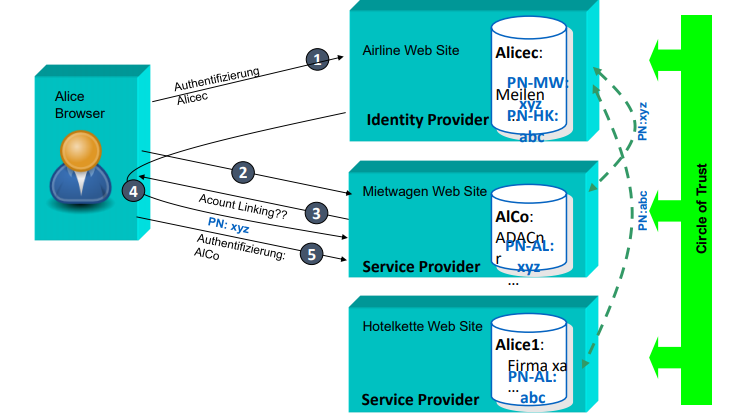 Alice
Browser
Authentifizierung
Alicec
1
2
3
4
5
Acount Linking??
PN: xyz
Authentifizierung:
AlCo
Airline Web Site
Identity Provider
Alicec:
PN-MW:
Meilen
xyz
PN-HK:
abc
Mietwagen Web Site
Service Provider
AlCo:
ADACn
r
PN-AL:
xyz
...
Hotelkette Web Site
Service Provider
Alice1:
Firma xa
PN-AL:
...
abc
PN:xyz
PN:abc
Circle of Trust